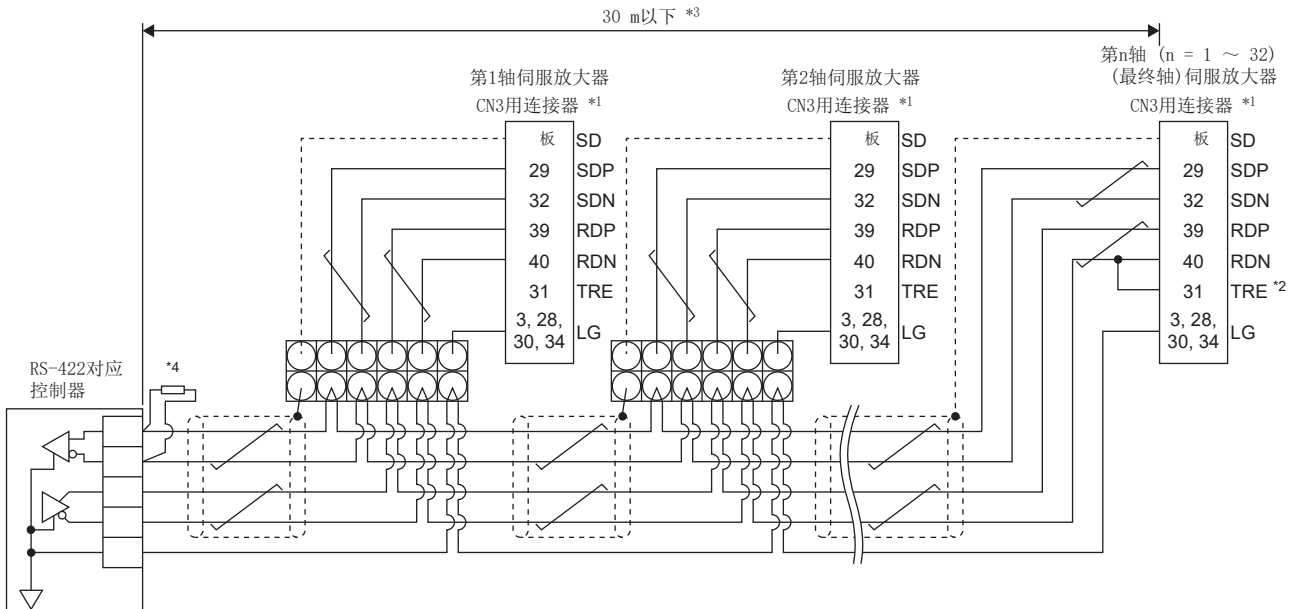 30 m以下 *3
第1轴伺服放大器
CN3用连接器 *1
板 SD
29 SDP
32 SDN
39 RDP
40 RDN
31 TRE
3, 28,
30, 34 LG
第2轴伺服放大器
CN3用连接器 *1
板 SD
29 SDP
32 SDN
39 RDP
40 RDN
31 TRE
3, 28,
30, 34 LG
第n轴 (n = 1 ～ 32)
(最终轴)伺服放大器
CN3用连接器 *1
板 SD
29 SDP
32 SDN
39 RDP
40 RDN
31 TRE *2
3, 28,
30, 34 LG
RS-422对应
控制器
*4